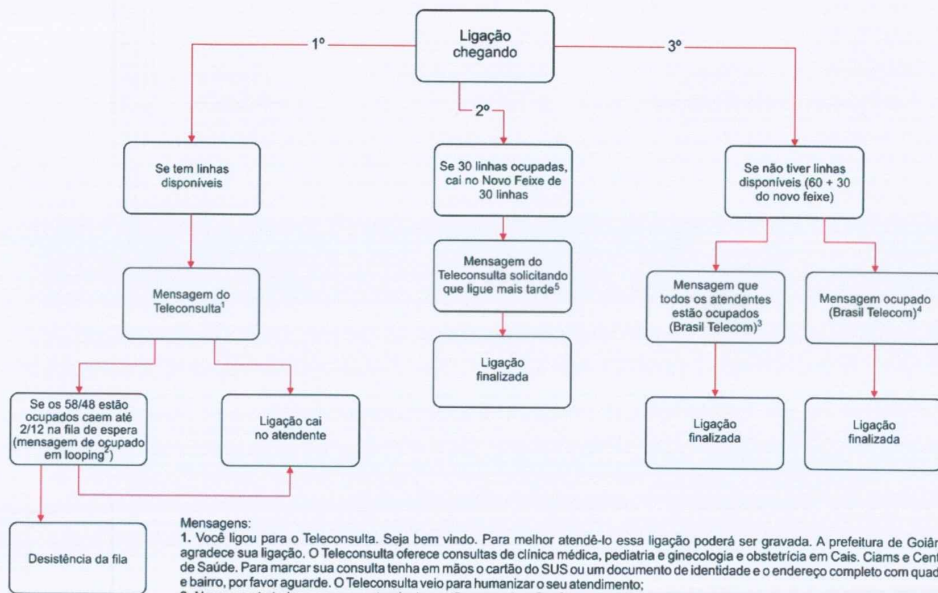 Ligação
chegando
1º
2º
3º
Se tem linhas
disponíveis
Se 30 linhas ocupadas,
cai no Novo Feixe de
30 linhas
Se não tiver linhas
disponíveis (60 + 30
do novo feixe)
Mensagem do
Teleconsulta¹
Mensagem do
Teleconsulta solicitando
que ligue mais tarde⁵
Mensagem que
todos os atendentes
estão ocupados
(Brasil Telecom)³
Mensagem ocupado
(Brasil Telecom)⁴
Se os 58/48 estão
ocupados caem até
2/12 na fila de espera
(mensagem de ocupado
em looping²)
Ligação cai
no atendente
Ligação
finalizada
Ligação
finalizada
Ligação
finalizada
Desistência da fila
Mensagens:
1. Você ligou para o Teleconsulta. Seja bem vindo. Para melhor atendê-lo essa ligação poderá ser gravada. A prefeitura de Goiân
agradece sua ligação. O Teleconsulta oferece consultas de clínica médica, pediatria e ginecologia e obstetrícia em Cais. Ciams e Cent
de Saúde. Para marcar sua consulta tenha em mãos o cartão do SUS ou um documento de identidade e o endereço completo com quad
e bairro, por favor aguarde. O Teleconsulta veio para humanizar o seu atendimento;